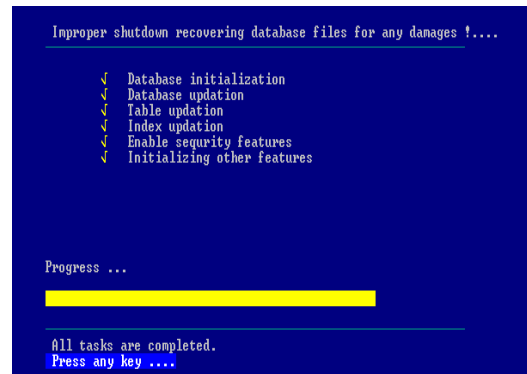 Improper shutdown recovering database files for any damages !....
√ Database initialization
√ Database updation
√ Table updation
√ Index updation
√ Enable seqrity features
√ Initializing other features
Progress ...
All tasks are completed.
Press any key ....